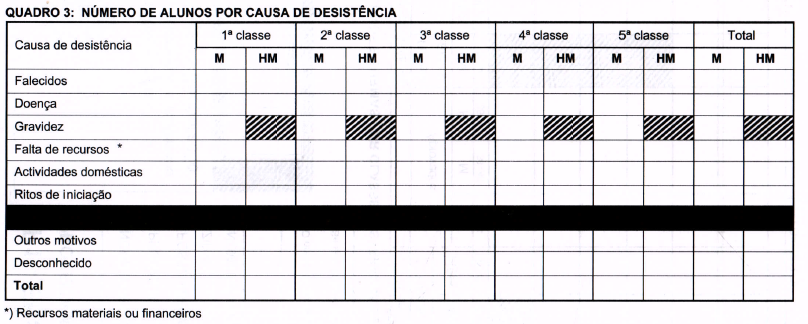 QUADRO 3: NÚMERO DE ALUNOS POR CAUSA DE DESISTÊNCIA
Causa de desistência 1ª classe 2ª classe 3ª classe 4ª classe 5ª classe Total
M HM M HM M HM M HM M HM M HM
Falecidos
Doença
Gravidez
Falta de recursos *
Actividades domésticas
Ritos de iniciação
Outros motivos
Desconhecido
Total
*) Recursos materiais ou financeiros